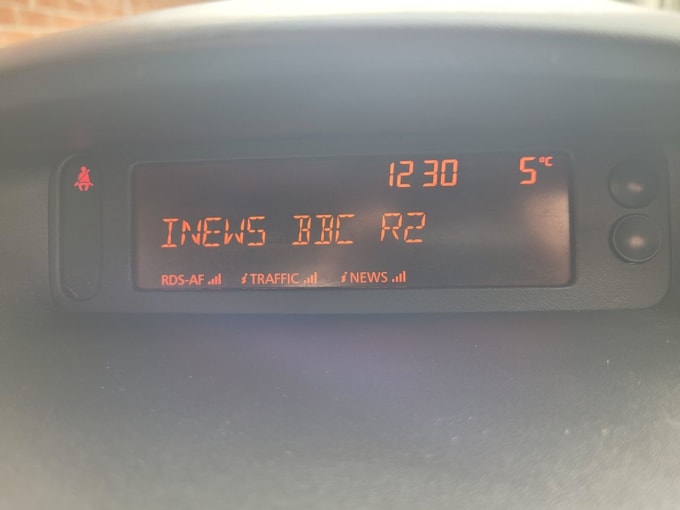 12 30 5°C
INEWS BBC R2
RDS-AF i TRAFFIC i NEWS